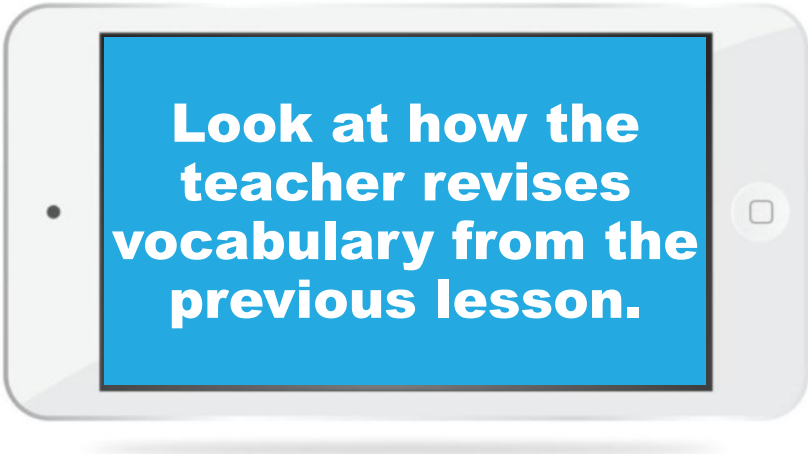 Look at how the
teacher revises
vocabulary from the
previous lesson.